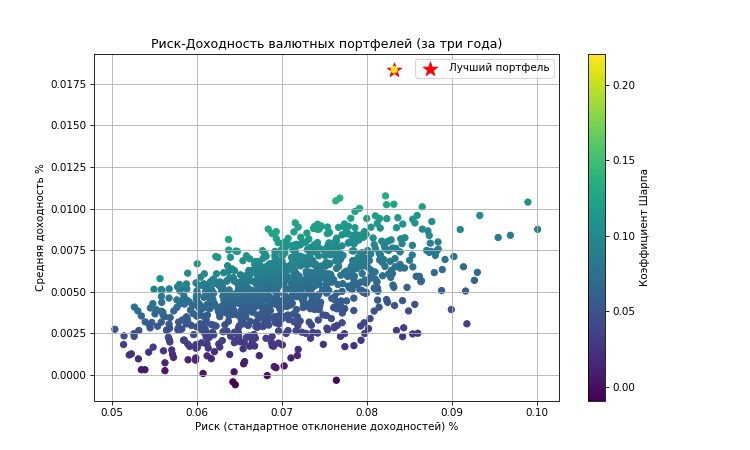 Риск-Доходность валютных портфелей (за три года)
Лучший портфель
0.0175
0.0150
0.0125
0.0100
0.0075
0.0050
0.0025
0.0000
Средняя доходность %
0.05 0.06 0.07 0.08 0.09 0.10
Риск (стандартное отклонение доходностей) %
0.20
0.15
0.10
0.05
0.00
Коэффициент Шарпа